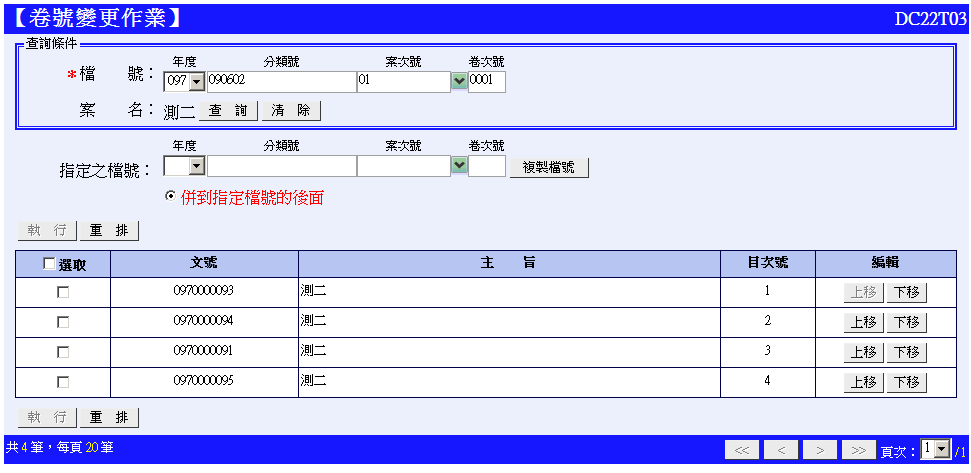 【卷號變更作業】 DC22T03
查詢條件
年度 分類號 案次號 卷次號
*檔 號： 097 090602 01 0001
案 名： 測二 查 詢 清 除
年度 分類號 案次號 卷次號
指定之檔號： 複製檔號
併到指定檔號的後面
執 行 重 排
選取 文號 主 旨 目次號 編輯
0970000093 測二 1 上移 下移
0970000094 測二 2 上移 下移
0970000091 測二 3 上移 下移
0970000095 測二 4 上移 下移
執 行 重 排
共 4 筆，每頁 20 筆 << < > >> 頁次： 1 /1